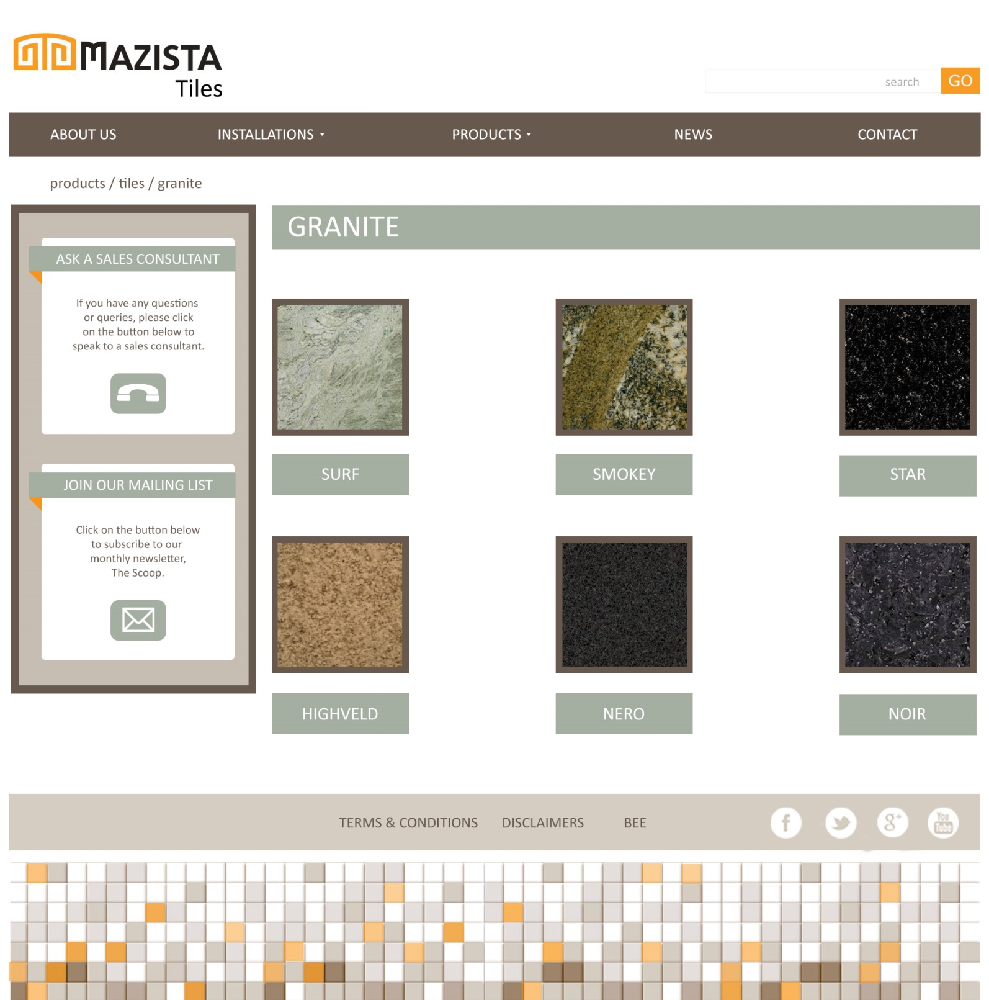 MAZISTA
Tiles
search
GO
ABOUT US
INSTALLATIONS
PRODUCTS
NEWS
CONTACT
products / tiles / granite
ASK A SALES CONSULTANT
If you have any questions
or queries, please click
on the button below to
speak to a sales consultant.
JOIN OUR MAILING LIST
Click on the button below
to subscribe to our
monthly newsletter,
The Scoop.
GRANITE
SURF
SMOKEY
STAR
HIGHVELD
NERO
NOIR
TERMS & CONDITIONS
DISCLAIMERS
BEE
f
g+
You
Tube